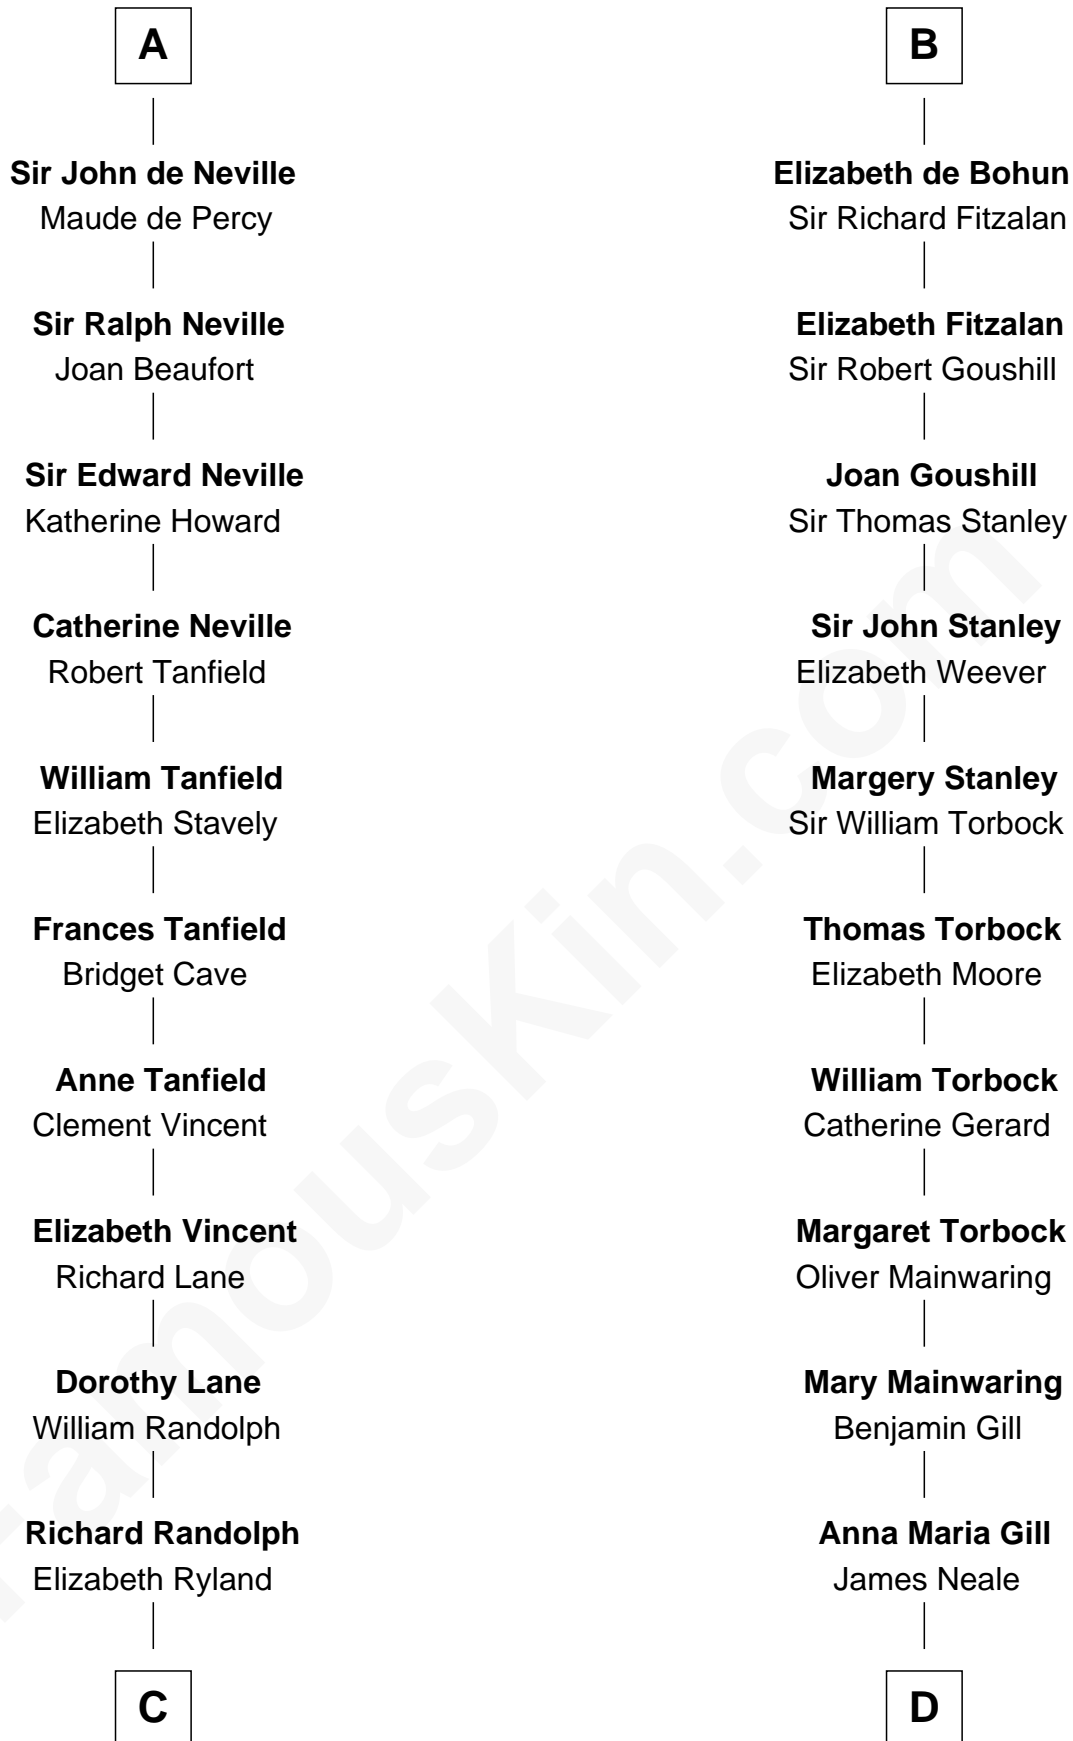 A
Sir John de Neville
Maude de Percy
Sir Ralph Neville
Joan Beaufort
Sir Edward Neville
Katherine Howard
Catherine Neville
Robert Tanfield
William Tanfield
Elizabeth Stavely
Frances Tanfield
Bridget Cave
Anne Tanfield
Clement Vincent
Elizabeth Vincent
Richard Lane
Dorothy Lane
William Randolph
Richard Randolph
Elizabeth Ryland
C
B
Elizabeth de Bohun
Sir Richard Fitzalan
Elizabeth Fitzalan
Sir Robert Goushill
Joan Goushill
Sir Thomas Stanley
Sir John Stanley
Elizabeth Weever
Margery Stanley
Sir William Torbock
Thomas Torbock
Elizabeth Moore
William Torbock
Catherine Gerard
Margaret Torbock
Oliver Mainwaring
Mary Mainwaring
Benjamin Gill
Anna Maria Gill
James Neale
D
FamousKin.com